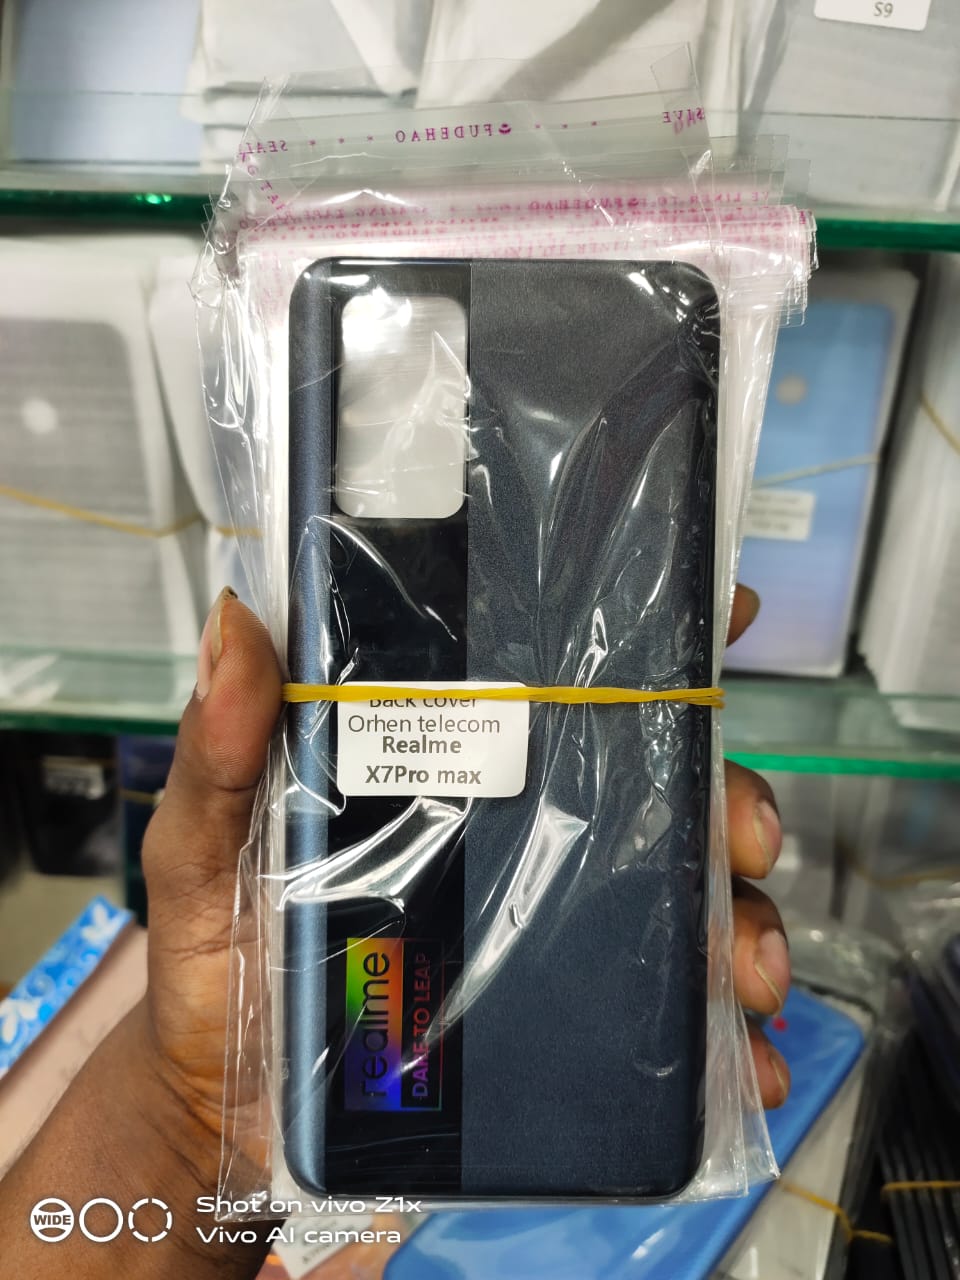 S9
SEALI
FUDEHAO
Back cover
Orhen telecom
Realme
X7Pro max
realme
DARE TO LEAP
WIDE
Shot on vivo Z1x
Vivo AI camera